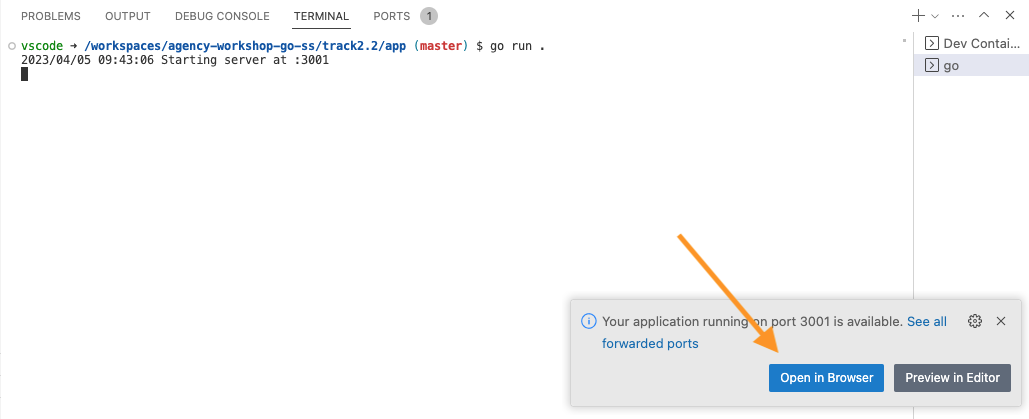 PROBLEMS OUTPUT DEBUG CONSOLE TERMINAL PORTS 1
vscode ➜ /workspaces/agency-workshop-go-ss/track2.2/app (master) $ go run .
2023/04/05 09:43:06 Starting server at :3001
Dev Contai...
go
Your application running on port 3001 is available. See all
forwarded ports
Open in Browser Preview in Editor